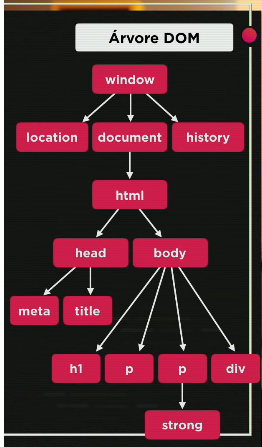 Árvore DOM
window
location document history
html
head body
meta title
h1 p p div
strong